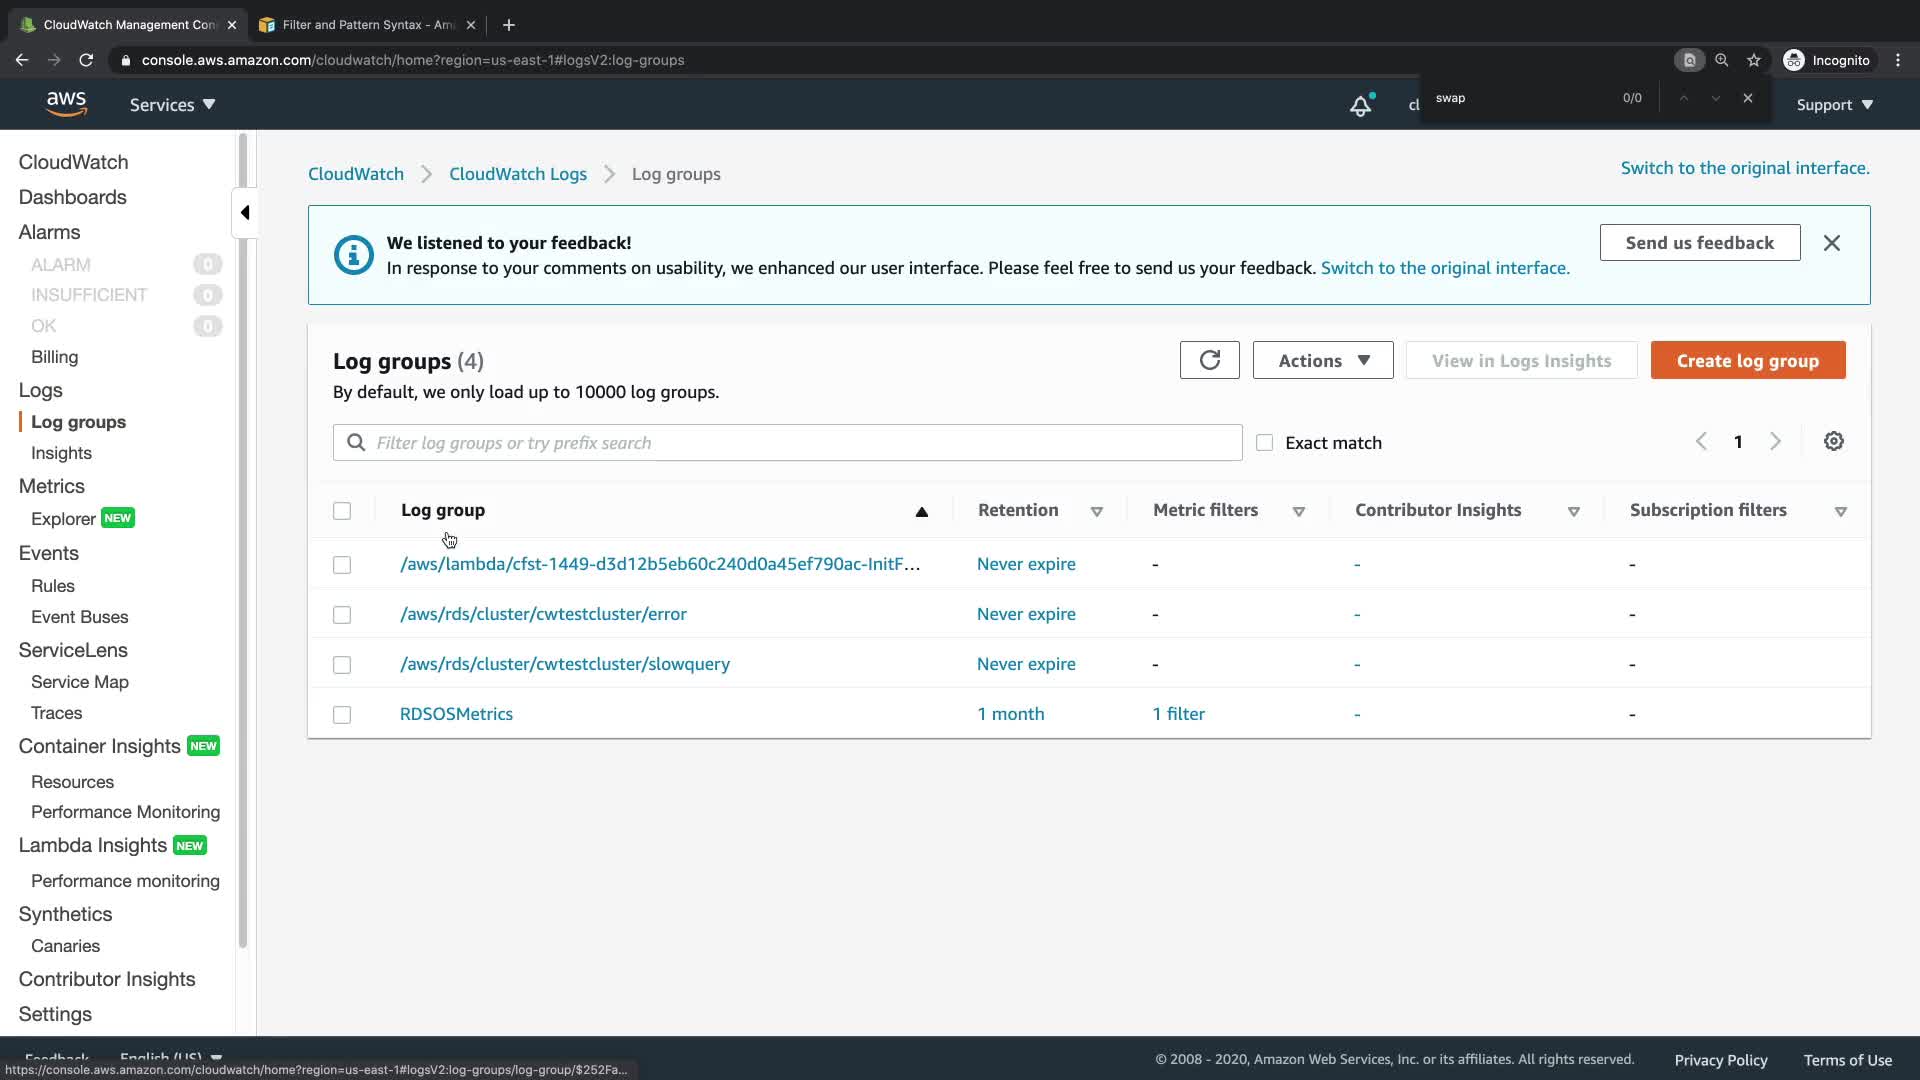 CloudWatch Management Con
Filter and Pattern Syntax - Am
console.aws.amazon.com/cloudwatch/home?region=us-east-1#logsV2:log-groups
Incognito
aws
Services
cl
swap
0/0
Support
CloudWatch
Dashboards
Alarms
ALARM 0
INSUFFICIENT 0
OK 0
Billing
Logs
Log groups
Insights
Metrics
Explorer NEW
Events
Rules
Event Buses
ServiceLens
Service Map
Traces
Container Insights NEW
Resources
Performance Monitoring
Lambda Insights NEW
Performance monitoring
Synthetics
Canaries
Contributor Insights
Settings
CloudWatch > CloudWatch Logs > Log groups
Switch to the original interface.
We listened to your feedback!
In response to your comments on usability, we enhanced our user interface. Please feel free to send us your feedback. Switch to the original interface.
Send us feedback
Log groups (4)
By default, we only load up to 10000 log groups.
Actions
View in Logs Insights
Create log group
Filter log groups or try prefix search
Exact match
1
Log group Retention Metric filters Contributor Insights Subscription filters
/aws/lambda/cfst-1449-d3d12b5eb60c240d0a45ef790ac-InitF... Never expire - - -
/aws/rds/cluster/cwtestcluster/error Never expire - - -
/aws/rds/cluster/cwtestcluster/slowquery Never expire - - -
RDSOSMetrics 1 month 1 filter - -
Feedback English (US)
© 2008 - 2020, Amazon Web Services, Inc. or its affiliates. All rights reserved. Privacy Policy Terms of Use
https://console.aws.amazon.com/cloudwatch/home?region=us-east-1#logsV2:log-groups/log-group/$252Fa...